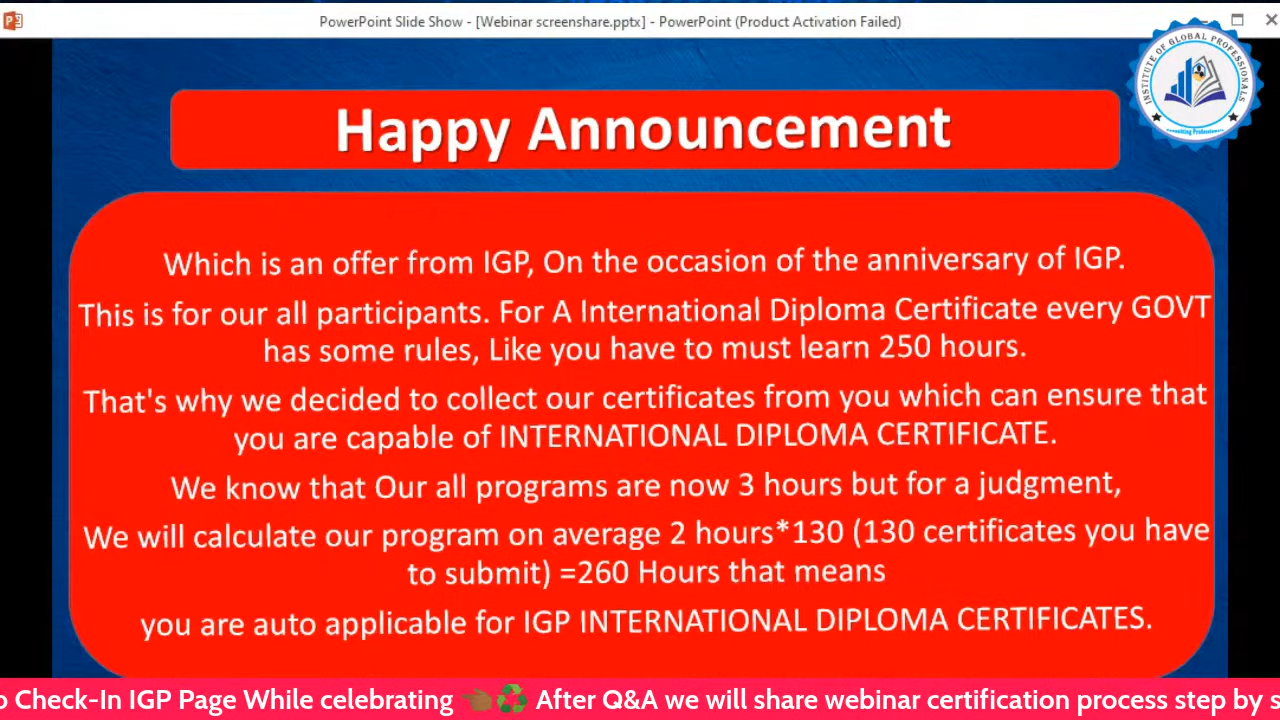 PowerPoint Slide Show - [Webinar screenshare.pptx] - PowerPoint (Product Activation Failed)
INSTITUTE OF GLOBAL PROFESSIONALS
Happy Announcement
Which is an offer from IGP, On the occasion of the anniversary of IGP.
This is for our all participants. For A International Diploma Certificate every GOVT
has some rules, Like you have to must learn 250 hours.
That's why we decided to collect our certificates from you which can ensure that
you are capable of INTERNATIONAL DIPLOMA CERTIFICATE.
We know that Our all programs are now 3 hours but for a judgment,
We will calculate our program on average 2 hours*130 (130 certificates you have
to submit) =260 Hours that means
you are auto applicable for IGP INTERNATIONAL DIPLOMA CERTIFICATES.
o Check-In IGP Page While celebrating 👈🏾♻️ After Q&A we will share webinar certification process step by s